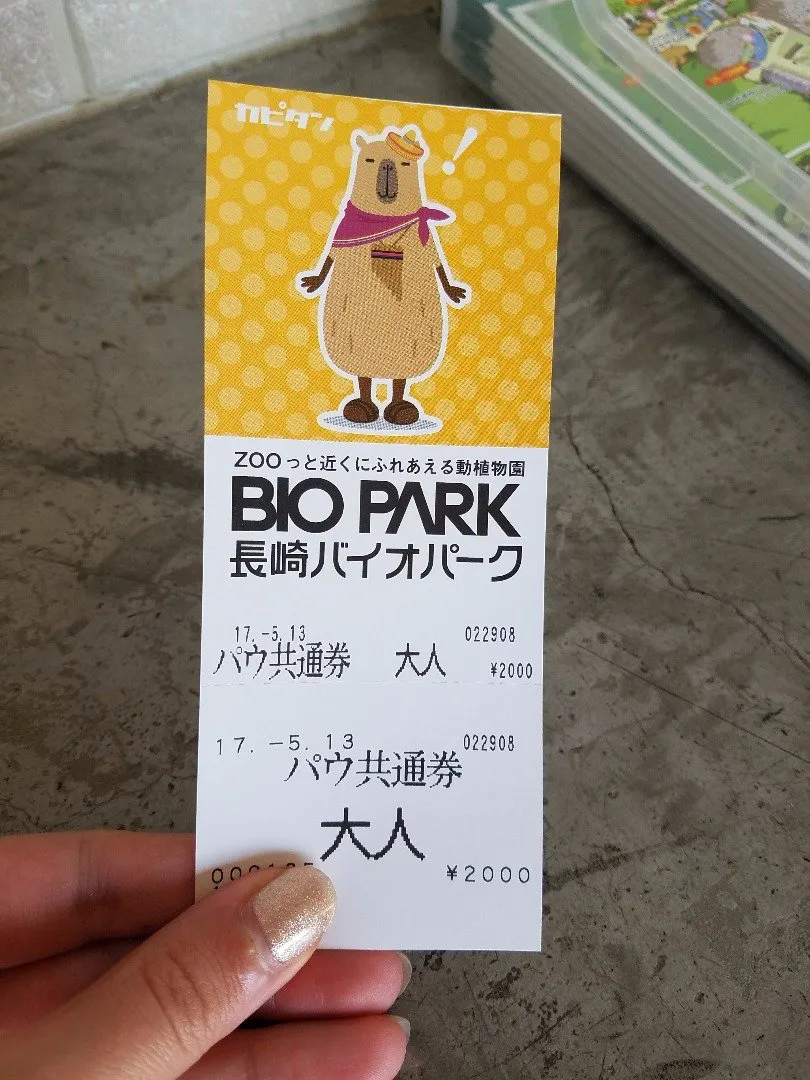 カピタン
!
ZOOっと近くにふれあえる動植物園
BIO PARK
長崎バイオパーク
17.-5.13 022908
パウ共通券 大人 ¥2000
17.-5.13 022908
パウ共通券
大人
¥2000